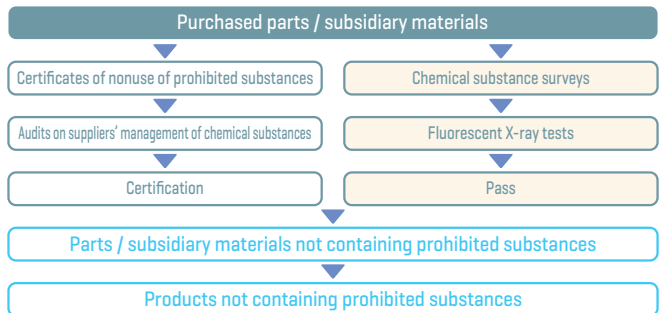 Purchased parts / subsidiary materials
Certificates of nonuse of prohibited substances
Chemical substance surveys
Audits on suppliers' management of chemical substances
Fluorescent X-ray tests
Certification
Pass
Parts / subsidiary materials not containing prohibited substances
Products not containing prohibited substances